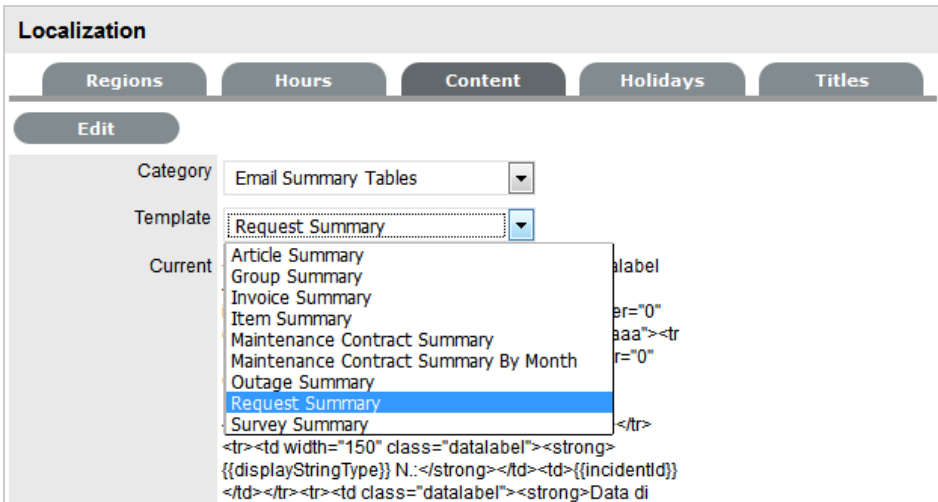 Localization
Regions Hours Content Holidays Titles
Edit
Category Email Summary Tables
Template Request Summary
Article Summary
Current
Group Summary
Invoice Summary
er="0"
Item Summary
Maintenance Contract Summary
aaa"><tr
Maintenance Contract Summary By Month
r="0"
Outage Summary
Request Summary
Survey Summary
</tr>
<tr><td width="150" class="datalabel"><strong>
{{displayStringType}} N.:</strong></td><td>{{incidentId}}
</td></tr><tr><td class="datalabel"><strong>Data di